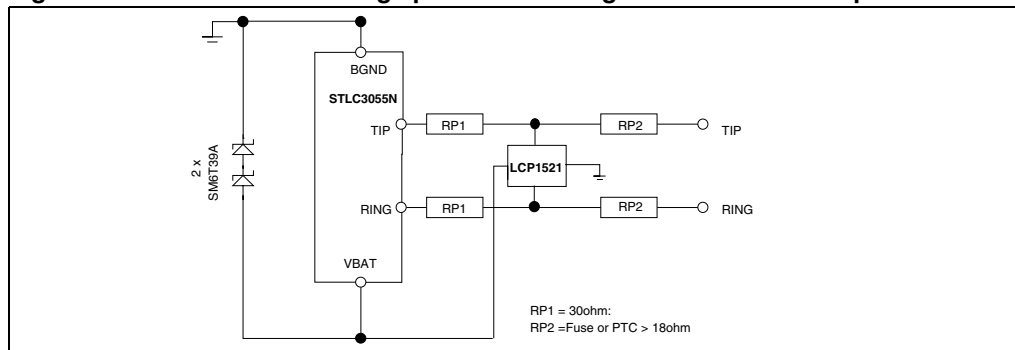 BGND
STLC3055N
TIP
RP1
RP2
TIP
2 x
SM6T39A
LCP1521
RING
RP1
RP2
RING
VBAT
RP1 = 30ohm:
RP2 =Fuse or PTC > 18ohm